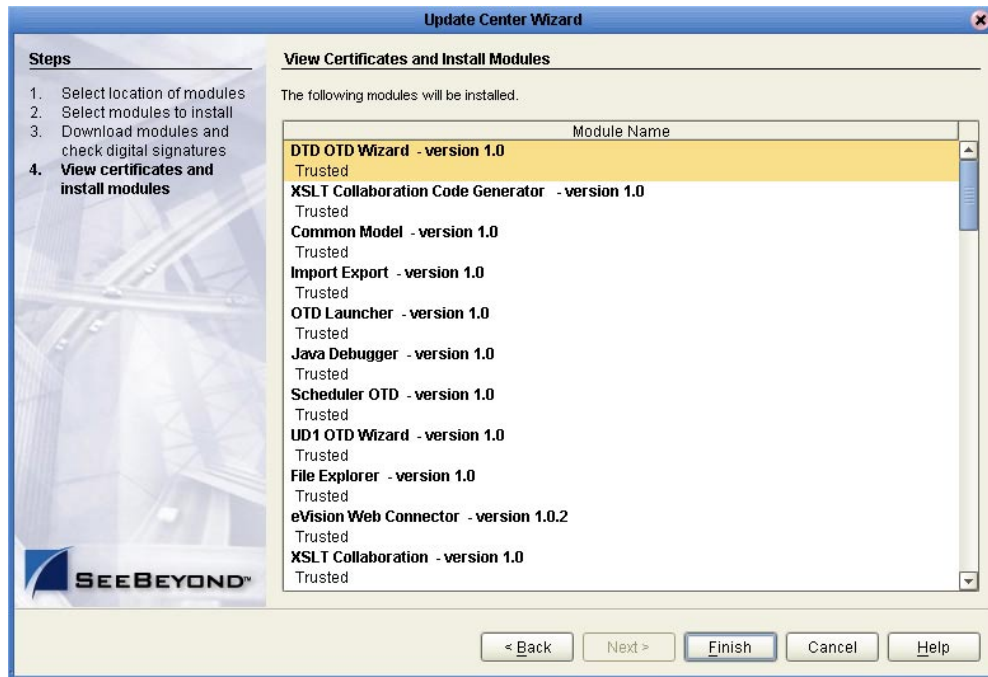 Update Center Wizard
Steps
1. Select location of modules
2. Select modules to install
3. Download modules and
check digital signatures
4. View certificates and
install modules
SEEBEYOND™
View Certificates and Install Modules
The following modules will be installed.
Module Name
DTD OTD Wizard - version 1.0
Trusted
XSLT Collaboration Code Generator - version 1.0
Trusted
Common Model - version 1.0
Trusted
Import Export - version 1.0
Trusted
OTD Launcher - version 1.0
Trusted
Java Debugger - version 1.0
Trusted
Scheduler OTD - version 1.0
Trusted
UD1 OTD Wizard - version 1.0
Trusted
File Explorer - version 1.0
Trusted
eVision Web Connector - version 1.0.2
Trusted
XSLT Collaboration - version 1.0
Trusted
< Back
Next >
Finish
Cancel
Help